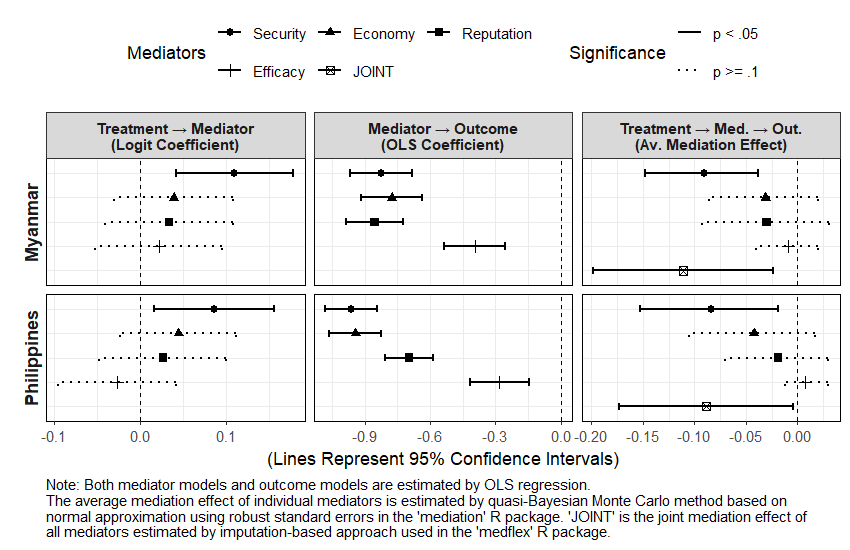 Mediators
Security
Economy
Reputation
Efficacy
JOINT
Significance
p < .05
p >= .1
Treatment → Mediator
(Logit Coefficient)
Mediator → Outcome
(OLS Coefficient)
Treatment → Med. → Out.
(Av. Mediation Effect)
Myanmar
Philippines
-0.1
0.0
0.1
-0.9
-0.6
-0.3
0.0
-0.20
-0.10
-0.05
0.00
(Lines Represent 95% Confidence Intervals)
Note: Both mediator models and outcome models are estimated by OLS regression.
The average mediation effect of individual mediators is estimated by quasi-Bayesian Monte Carlo method based on
normal approximation using robust standard errors in the 'mediation' R package. 'JOINT' is the joint mediation effect of
all mediators estimated by imputation-based approach used in the 'medflex' R package.